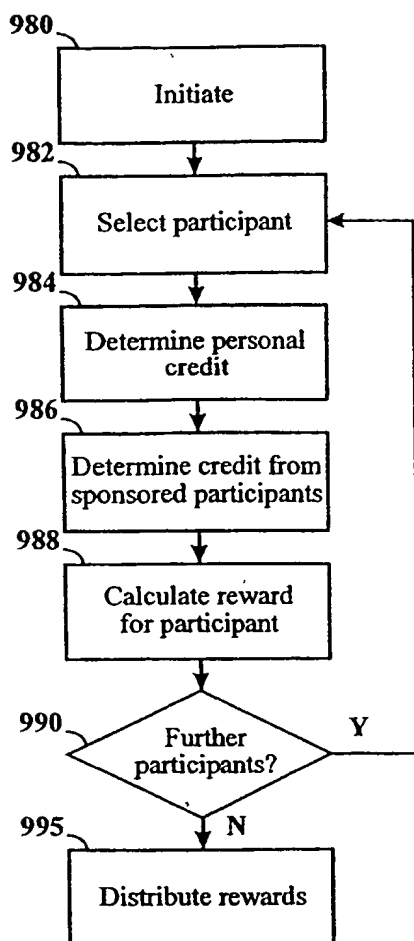 980
Initiate
982
Select participant
984
Determine personal
credit
986
Determine credit from
sponsored participants
988
Calculate reward
for participant
990
Further
participants?
Y
N
995
Distribute rewards